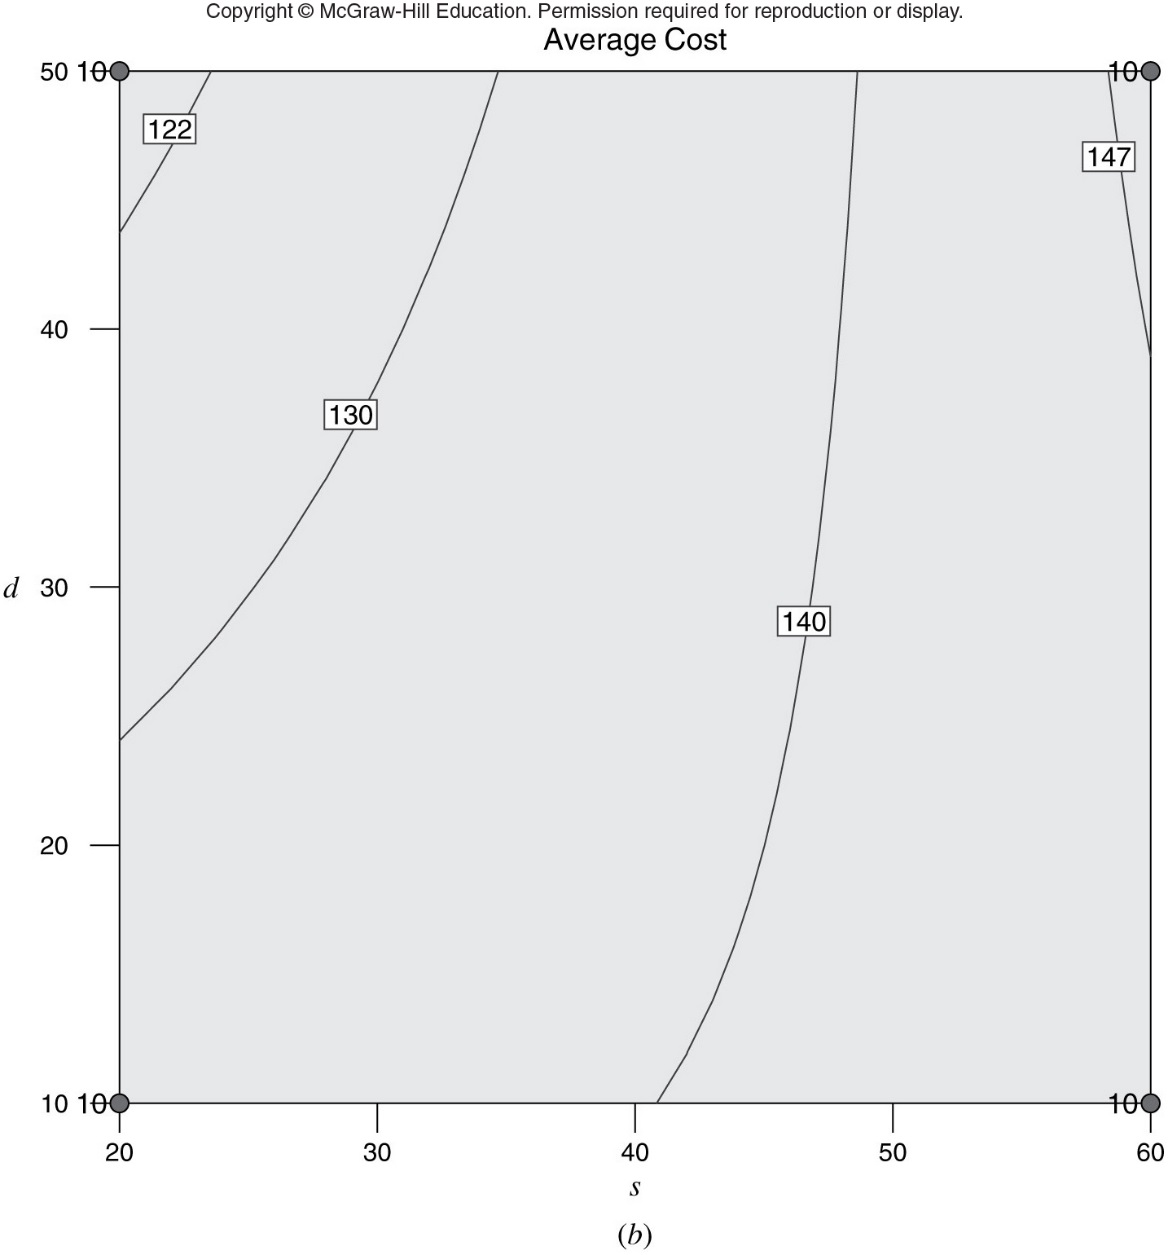 Copyright © McGraw-Hill Education. Permission required for reproduction or display.
Average Cost
50 10 10
122
147
40
130
d 30
140
20
10 10 10
20 30 40 50 60
s
(b)